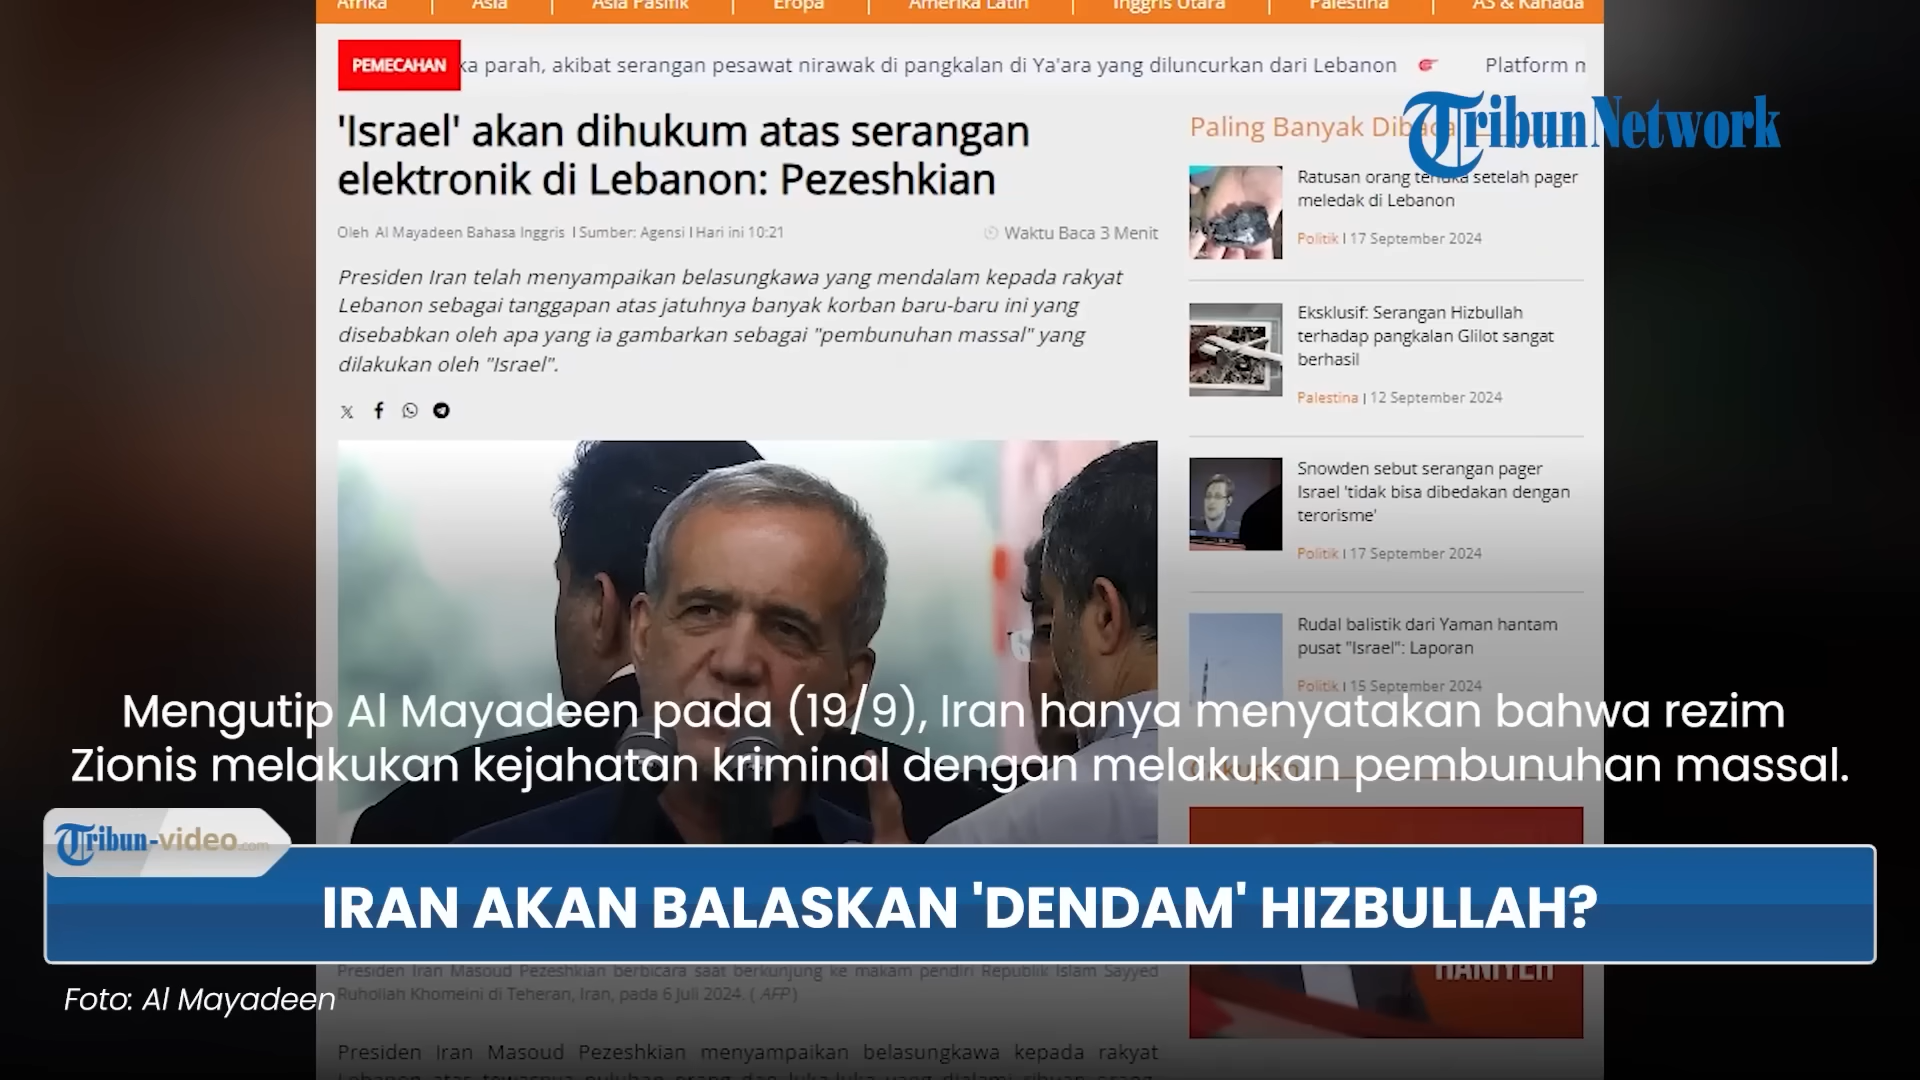 Afrika
Asia
Asia Pasifik
Eropa
Amerika Latin
Inggris Utara
Palestina
AS & Kanada
PEMECAHAN
parah, akibat serangan pesawat nirawak di pangkalan di Ya'ara yang diluncurkan dari Lebanon
Platform
Tribun Network
'Israel' akan dihukum atas serangan
elektronik di Lebanon: Pezeshkian
Oleh Al Mayadeen Bahasa Inggris | Sumber: Agensi | Hari ini 10:21
Waktu Baca 3 Menit
Presiden Iran telah menyampaikan belasungkawa yang mendalam kepada rakyat
Lebanon sebagai tanggapan atas jatuhnya banyak korban baru-baru ini yang
disebabkan oleh apa yang ia gambarkan sebagai "pembunuhan massal" yang
dilakukan oleh "Israel".
Paling Banyak Dibaca
Ratusan orang terluka setelah pager
meledak di Lebanon
Politik | 17 September 2024
Eksklusif: Serangan Hizbullah
terhadap pangkalan Glilot sangat
berhasil
Palestina | 12 September 2024
Snowden sebut serangan pager
Israel 'tidak bisa dibedakan dengan
terorisme'
Politik | 17 September 2024
Rudal balistik dari Yaman hantam
pusat "Israel": Laporan
Politik | 15 September 2024
Mengutip Al Mayadeen pada (19/9), Iran hanya menyatakan bahwa rezim
Zionis melakukan kejahatan kriminal dengan melakukan pembunuhan massal.
Cakupan
Tribun-video.com
IRAN AKAN BALASKAN 'DENDAM' HIZBULLAH?
HANIYEH
Presiden Iran Masoud Pezeshkian berbicara saat berkunjung ke makam pendiri Republik Islam Sayyed
Ruhollah Khomeini di Teheran, Iran, pada 6 Juli 2024. ( AFP)
Foto: Al Mayadeen
Presiden Iran Masoud Pezeshkian menyampaikan belasungkawa kepada rakyat